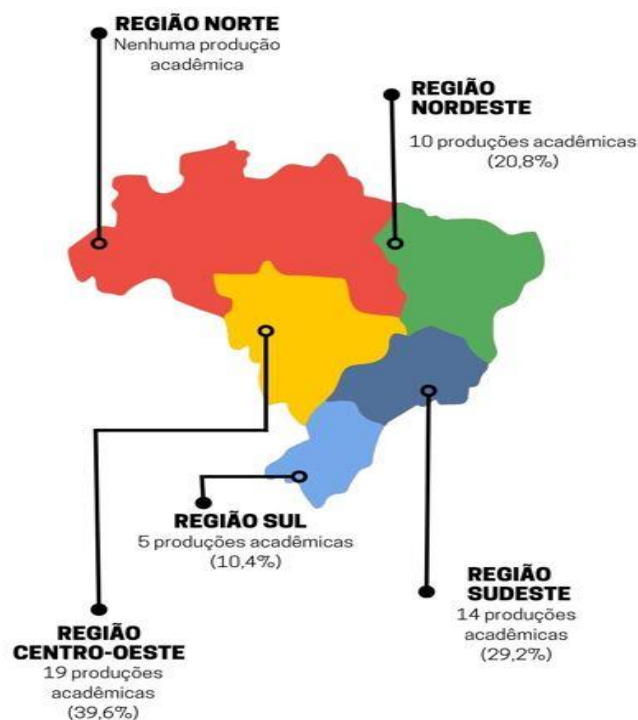 REGIÃO NORTE
Nenhuma produção
acadêmica
REGIÃO
NORDESTE
10 produções acadêmicas
(20,8%)
REGIÃO SUL
5 produções acadêmicas
(10,4%)
REGIÃO
SUDESTE
14 produções
acadêmicas
(29,2%)
REGIÃO
CENTRO-OESTE
19 produções
acadêmicas
(39,6%)